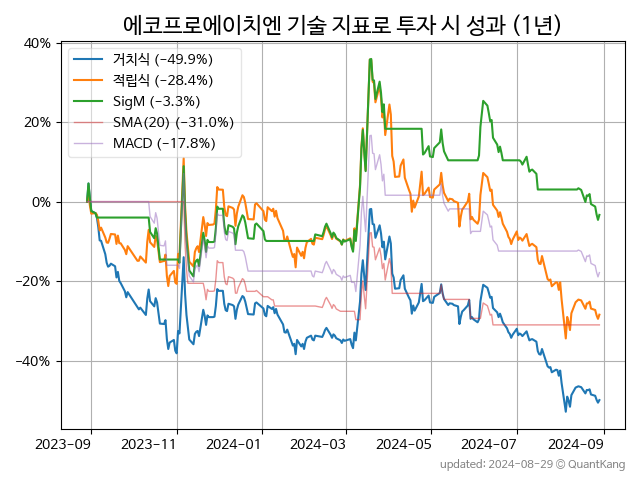 에코프로에이치엔 기술 지표로 투자 시 성과 (1년)
40%
20%
0%
−20%
−40%
거치식 (−49.9%)
적립식 (−28.4%)
SigM (−3.3%)
SMA(20) (−31.0%)
MACD (−17.8%)
2023-09 2023-11 2024-01 2024-03 2024-05 2024-07 2024-09
updated: 2024-08-29 © QuantKang